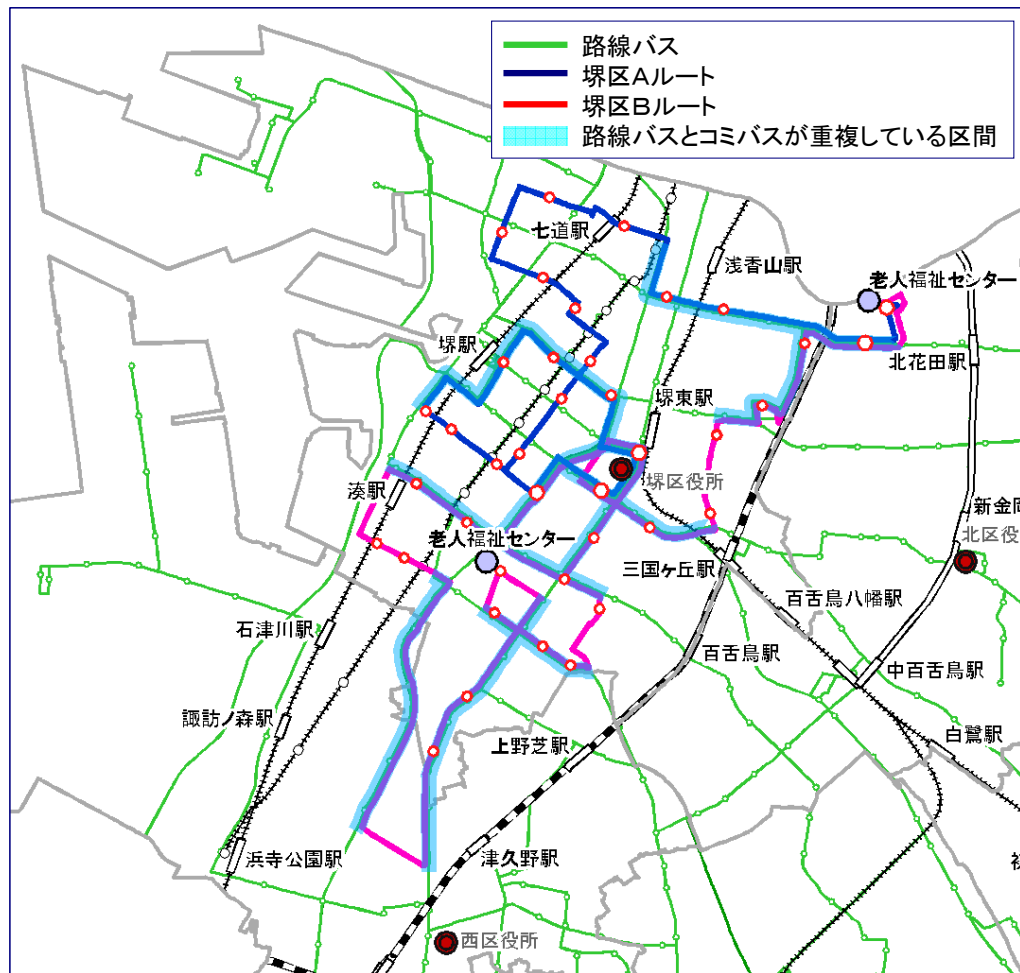 路線バス
堺区Aルート
堺区Bルート
路線バスとコミバスが重複している区間
七道駅
浅香山駅
老人福祉センター
堺駅
北花田駅
堺東駅
堺区役所
湊駅
新金岡
北区役
老人福祉センター
三国ヶ丘駅
百舌鳥八幡駅
石津川駅
百舌鳥駅
中百舌鳥駅
諏訪ノ森駅
白鷺駅
上野芝駅
浜寺公園駅
津久野駅
西区役所